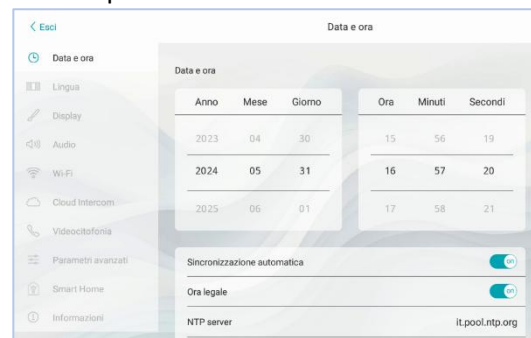 < Esci
Data e ora
Data e ora
Lingua
Display
Audio
Wi-Fi
Cloud Intercom
Videocitofonia
Parametri avanzati
Smart Home
Informazioni
Data e ora
Anno Mese Giorno
2023 04 30
2024 05 31
2025 06 01
Ora Minuti Secondi
15 56 19
16 57 20
17 58 21
Sincronizzazione automatica on
Ora legale on
NTP server it.pool.ntp.org